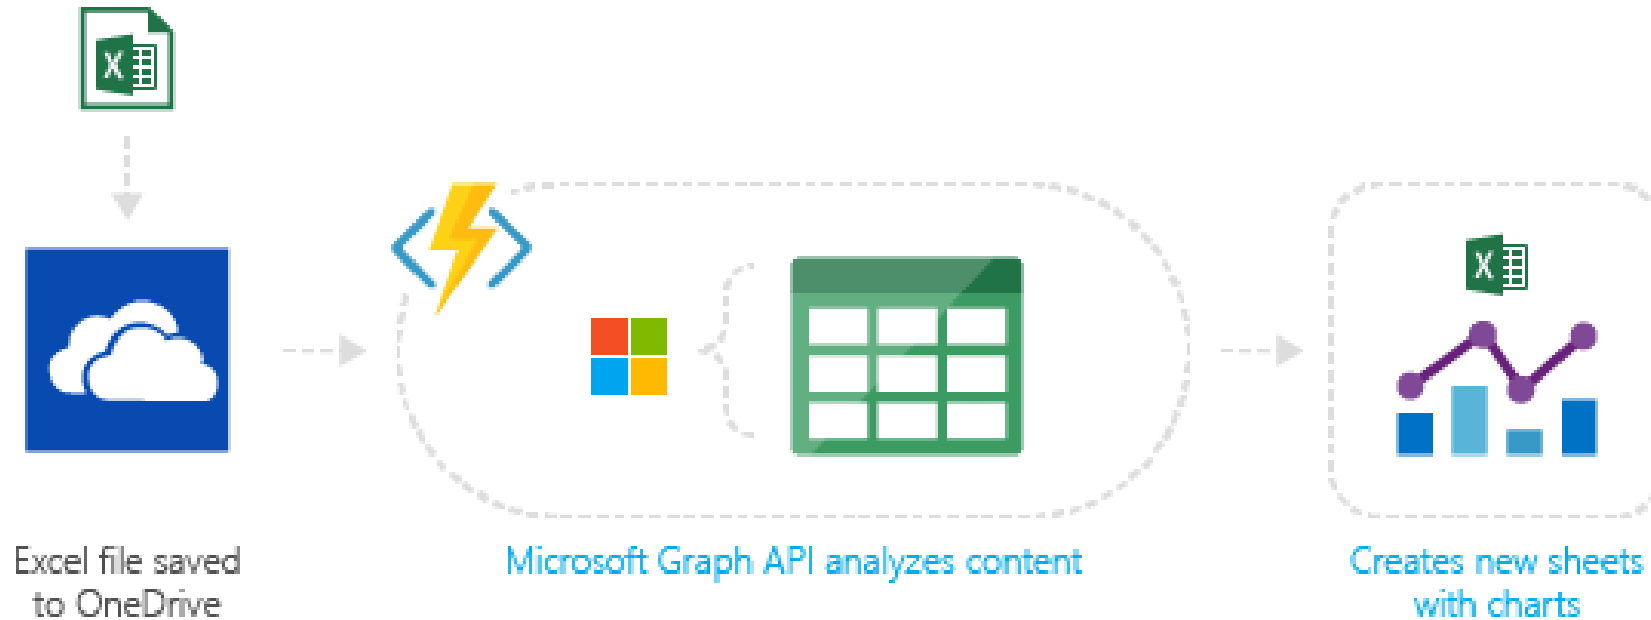 X
X
Excel file saved
to OneDrive
Microsoft Graph API analyzes content
Creates new sheets
with charts